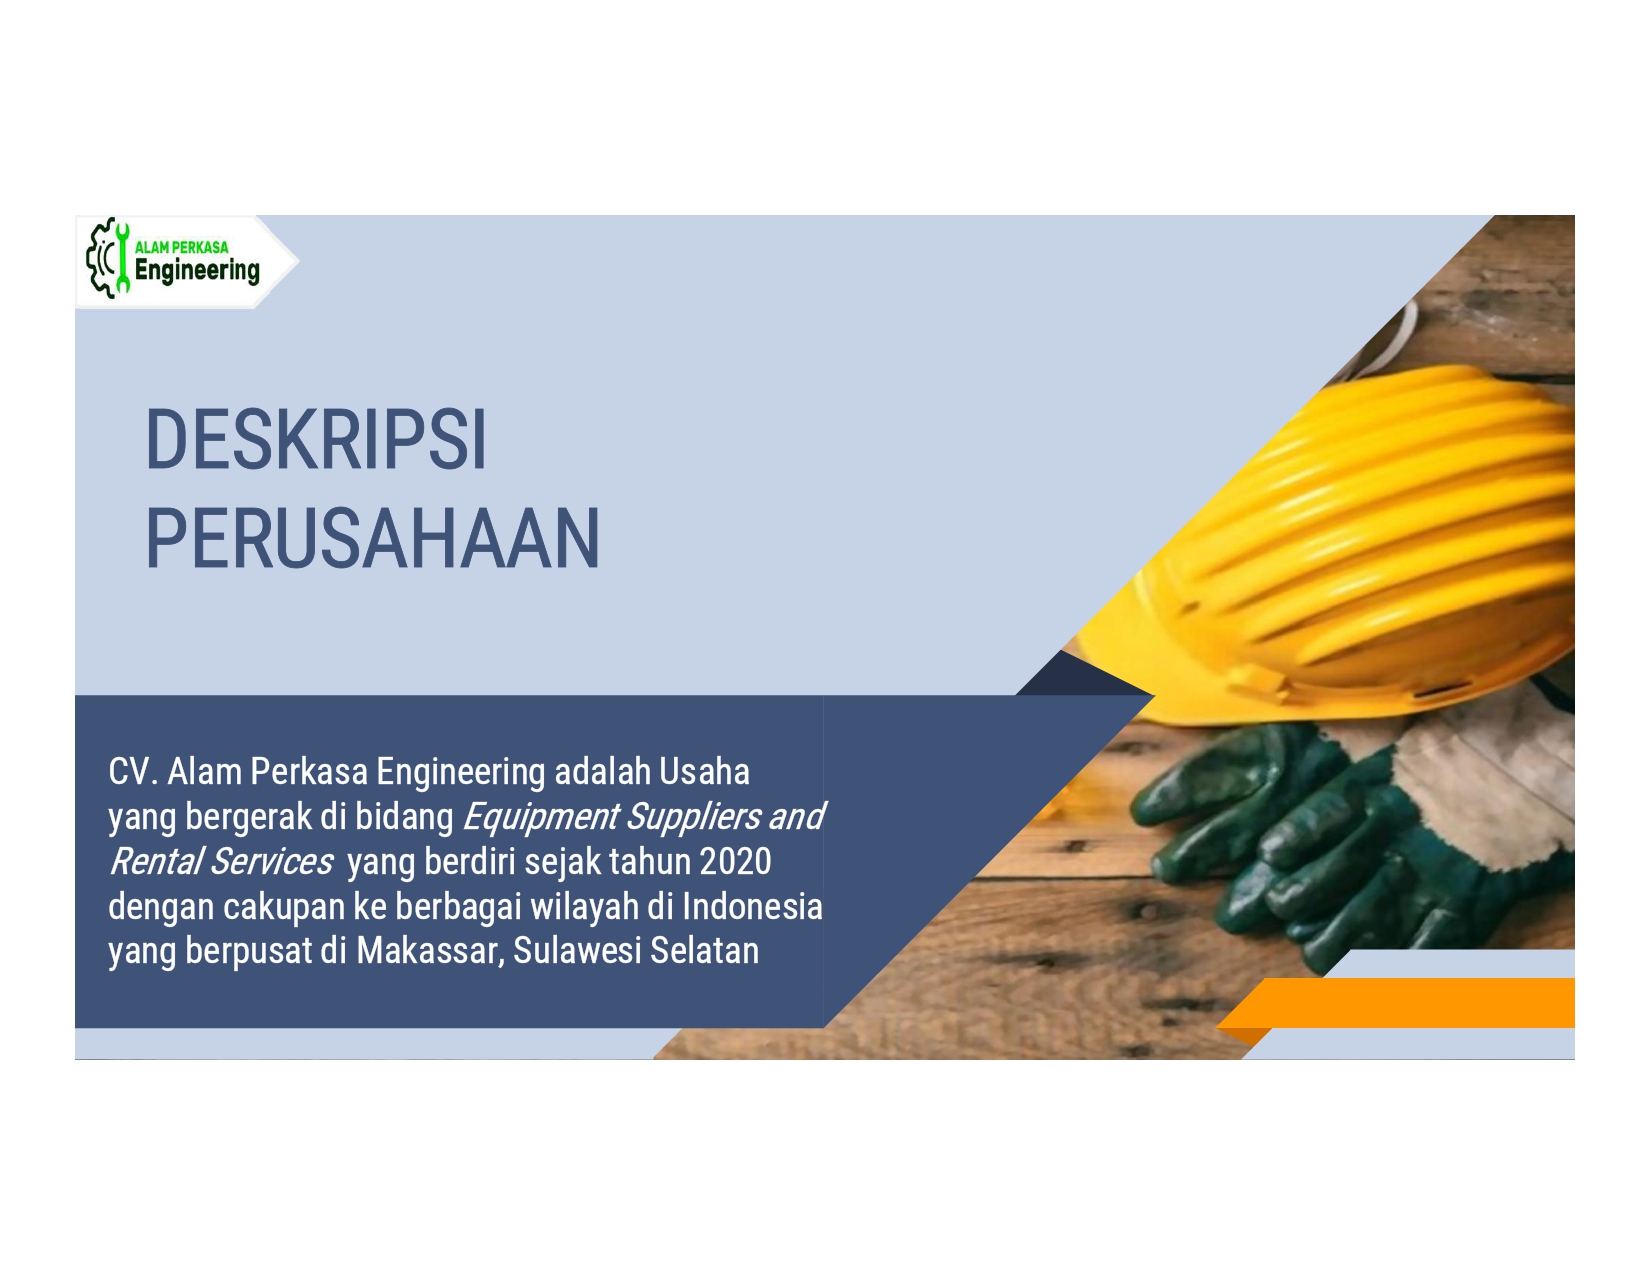 ALAM PERKASA
Engineering
DESKRIPSI
PERUSAHAAN
CV. Alam Perkasa Engineering adalah Usaha
yang bergerak di bidang Equipment Suppliers and
Rental Services yang berdiri sejak tahun 2020
dengan cakupan ke berbagai wilayah di Indonesia
yang berpusat di Makassar, Sulawesi Selatan